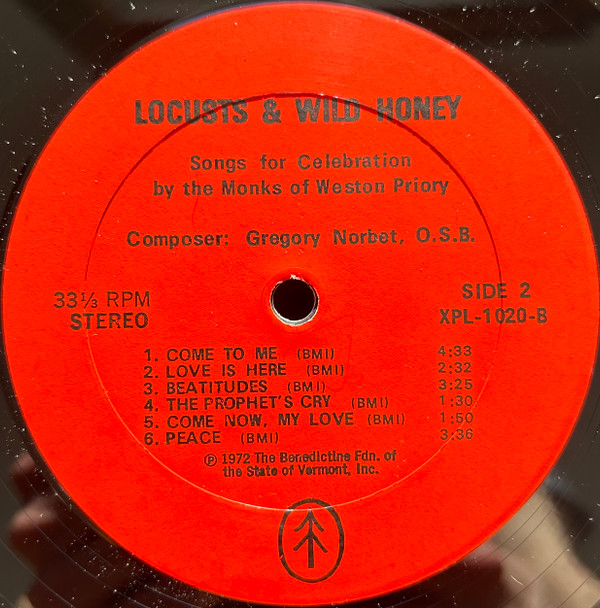 LOCUSTS & WILD HONEY
Songs for Celebration
by the Monks of Weston Priory
Composer: Gregory Norbet, O.S.B.
33⅓ RPM
STEREO
SIDE 2
XPL-1020-B
1. COME TO ME (BMI) 4:33
2. LOVE IS HERE (BMI) 2:32
3. BEATITUDES (BMI) 3:25
4. THE PROPHET'S CRY (BMI) 1:30
5. COME NOW, MY LOVE (BMI) 1:50
6. PEACE (BMI) 3:36
Ⓟ 1972 The Benedictine Fdn. of
the State of Vermont, Inc.